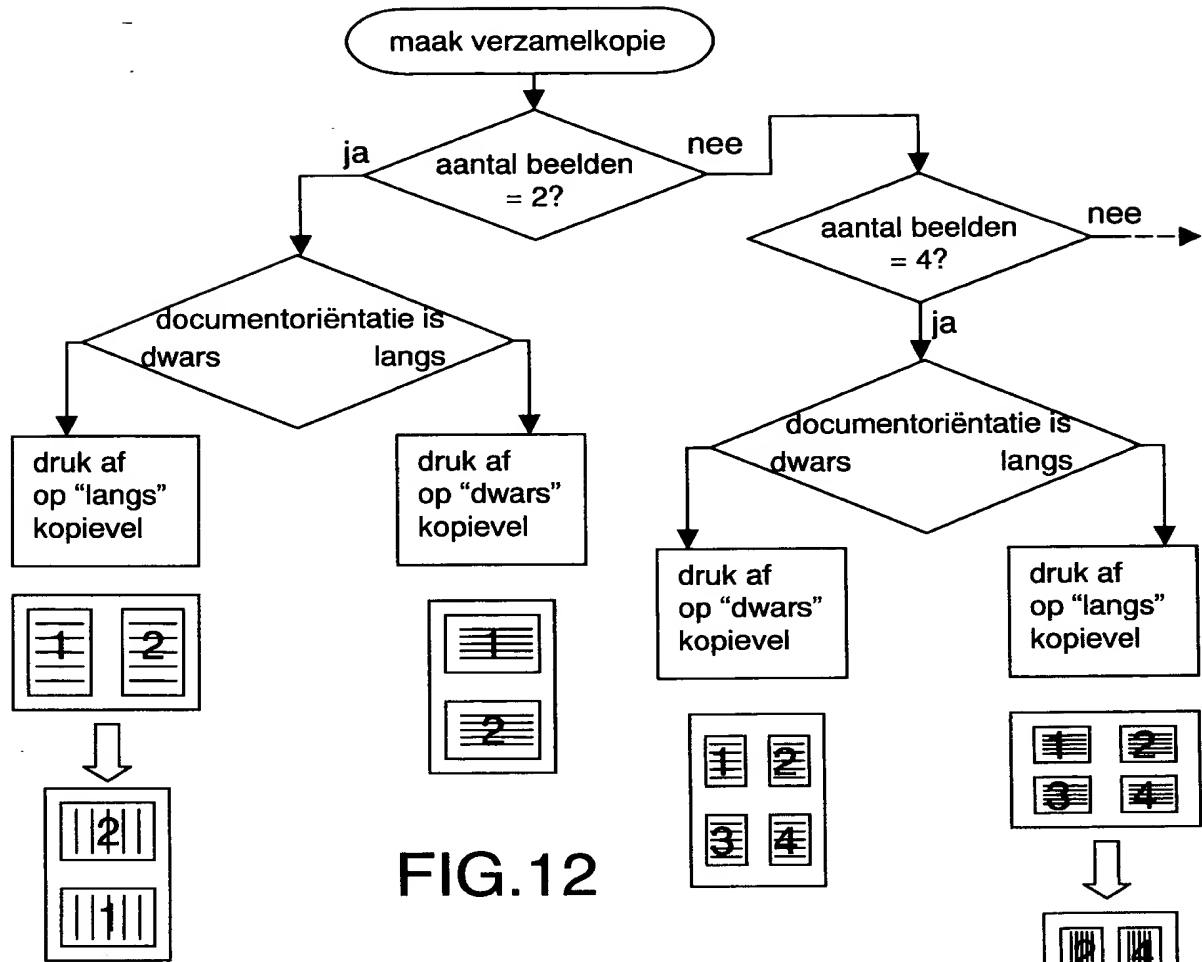 maak verzamelkopie
ja
aantal beelden
= 2?
nee
aantal beelden
= 4?
nee
documentoriëntatie is
dwars langs
ja
documentoriëntatie is
dwars langs
druk af
op “langs”
kopievel
druk af
op “dwars”
kopievel
druk af
op “dwars”
kopievel
druk af
op “langs”
kopievel
1 2
1
2
1 2
3 4
1 2
3 4
2
1
FIG.12
4